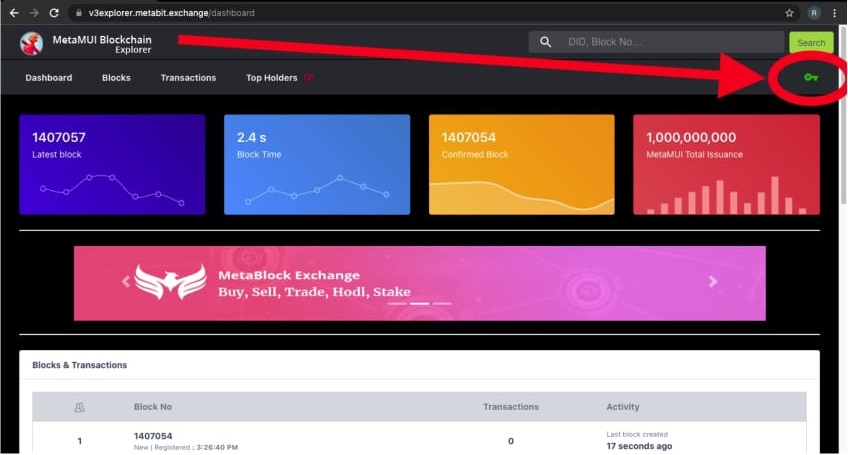 v3explorer.metabit.exchange/dashboard
R
MetaMUI Blockchain
Explorer
DID, Block No...
Search
Dashboard
Blocks
Transactions
Top Holders
1407057
Latest block
2.4 s
Block Time
1407054
Confirmed Block
1,000,000,000
MetaMUI Total Issuance
MetaBlock Exchange
Buy, Sell, Trade, Hodl, Stake
Blocks & Transactions
Block No
Transactions
Activity
1
1407054
New | Registered : 3:26:40 PM
0
Last block created
17 seconds ago